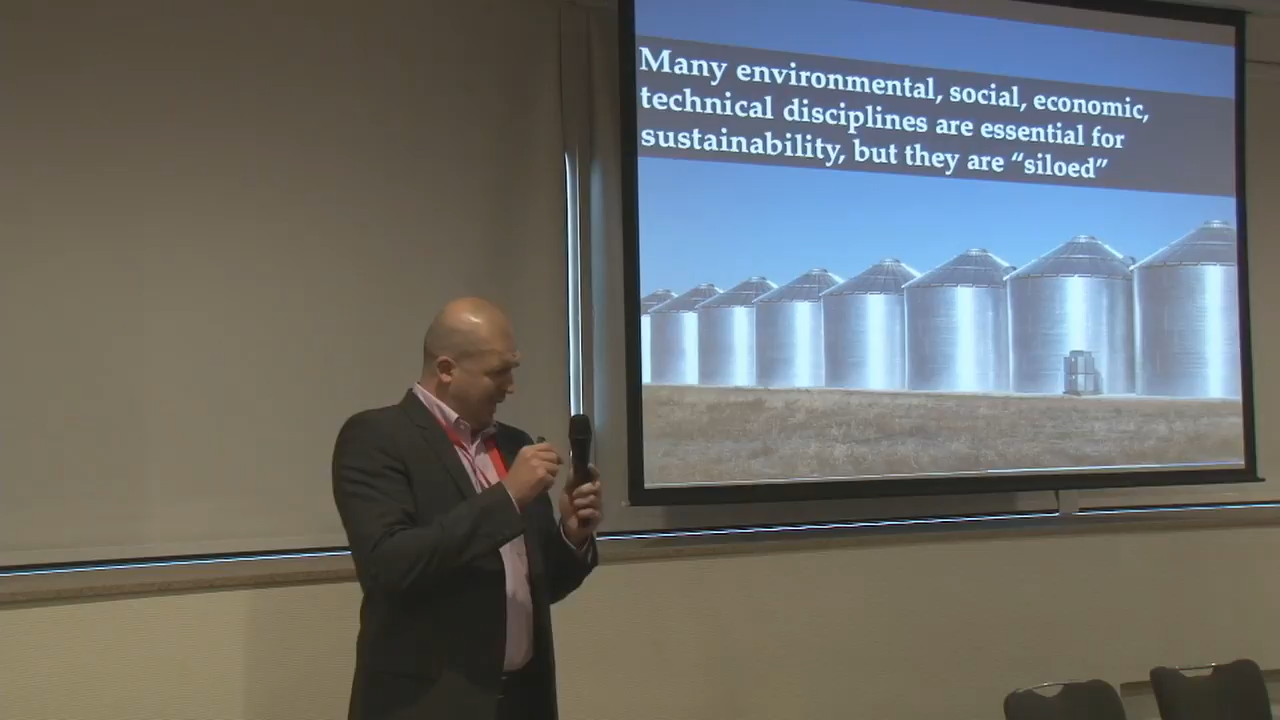 Many environmental, social, economic,
technical disciplines are essential for
sustainability, but they are “siloed”